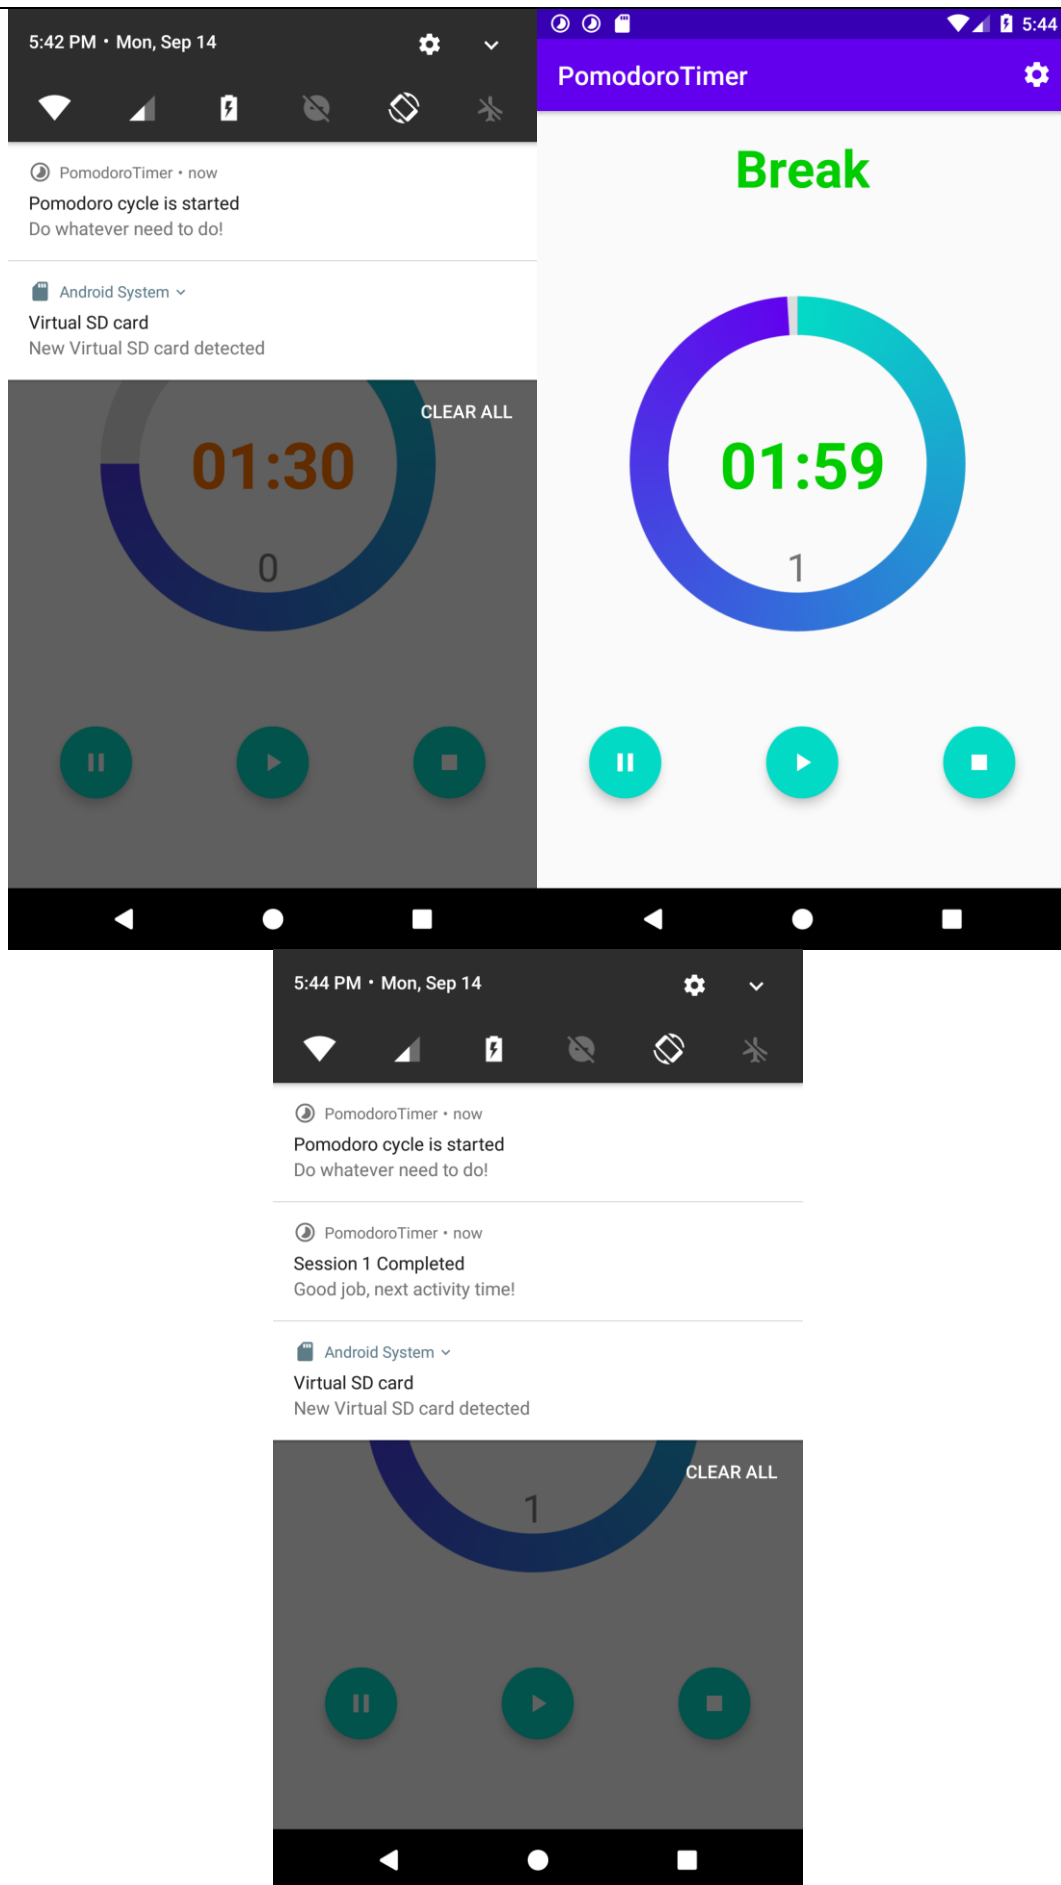 5:42 PM • Mon, Sep 14
PomodoroTimer • now
Pomodoro cycle is started
Do whatever need to do!
Android System
Virtual SD card
New Virtual SD card detected
CLEAR ALL
01:30
0
5:44
PomodoroTimer
Break
01:59
1
5:44 PM • Mon, Sep 14
PomodoroTimer • now
Pomodoro cycle is started
Do whatever need to do!
PomodoroTimer • now
Session 1 Completed
Good job, next activity time!
Android System
Virtual SD card
New Virtual SD card detected
CLEAR ALL
1